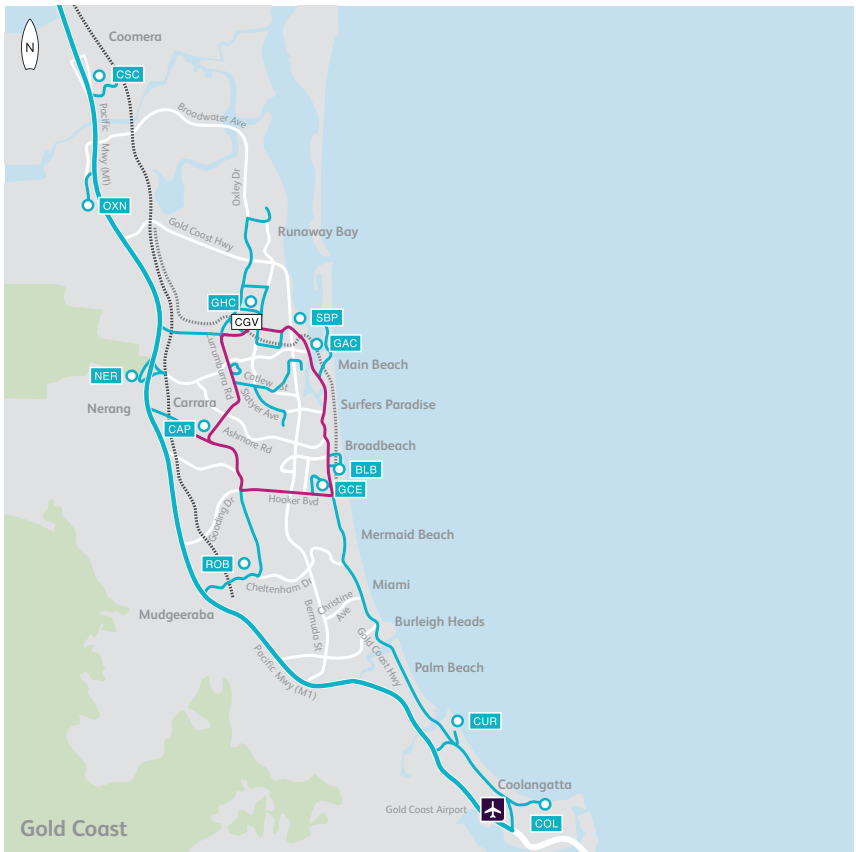 N
Coomera
CSC
Pacific Mwy (M1)
Broadwater Ave
Oxley Dr
OXN
Gold Coast Hwy
Runaway Bay
GHC
CGV
SBP
GAC
Main Beach
Currumburra Rd
NER
Cotlew St
Nerang
Carrara
Slatyer Ave
Surfers Paradise
CAP
Ashmore Rd
Broadbeach
BLB
GCE
Hooker Bvd
Gooding Dr
Mermaid Beach
ROB
Cheltenham Dr
Miami
Christine
Ave
Mudgeeraba
Bermuda St
Burleigh Heads
Gold Coast Hwy
Pacific Mwy (M1)
Palm Beach
CUR
Coolangatta
Gold Coast Airport
COL
Gold Coast